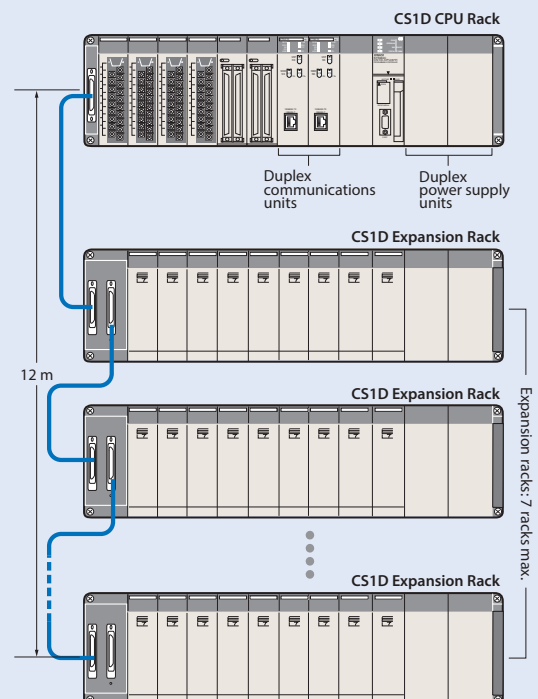 CS1D CPU Rack
Duplex
communications
units
Duplex
power supply
units
CS1D Expansion Rack
12 m
CS1D Expansion Rack
Expansion racks: 7 racks max.
CS1D Expansion Rack